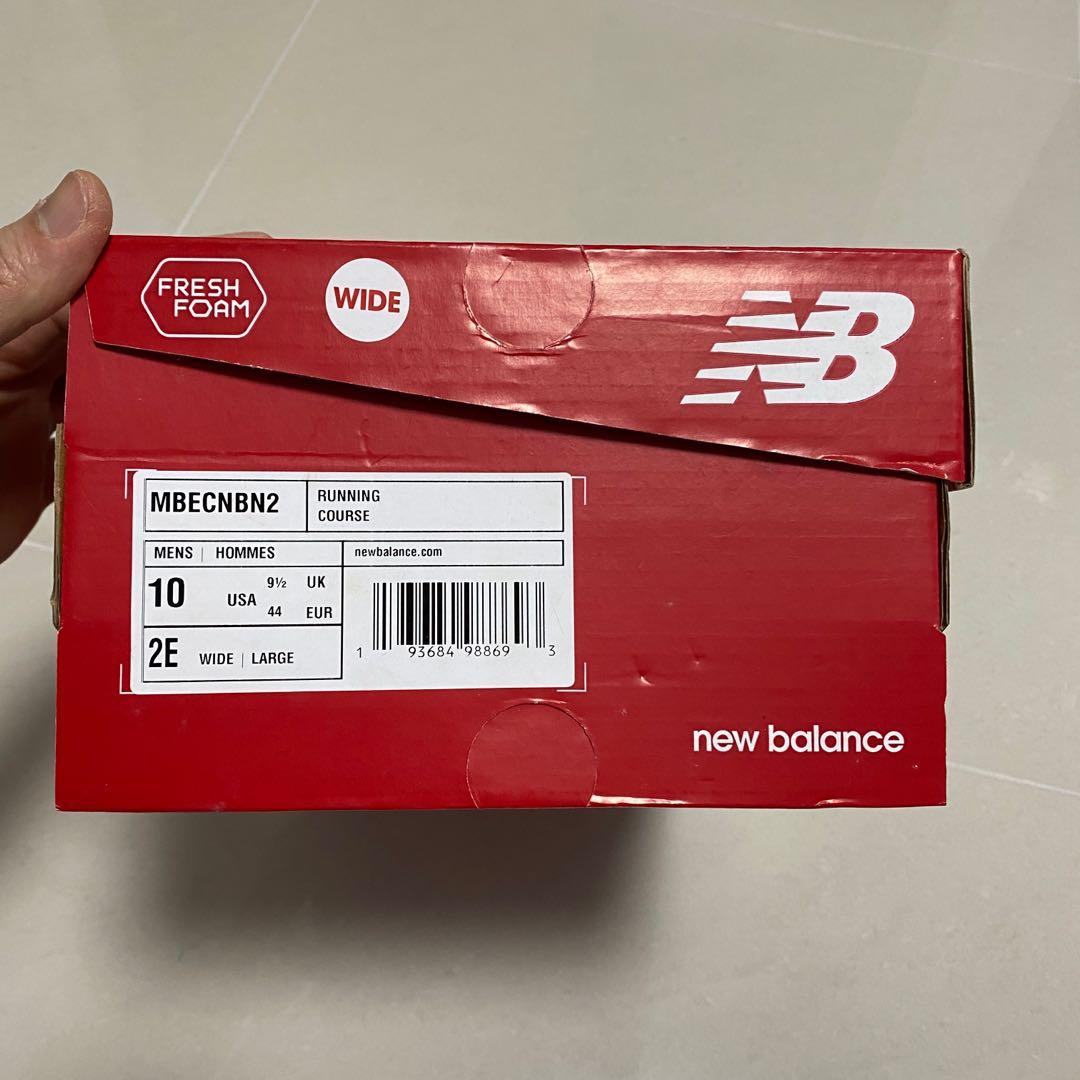 FRESH
FOAM
WIDE
NB
MBECNBN2
RUNNING
COURSE
MENS | HOMMES
newbalance.com
10 USA 9½ UK
44 EUR
2E WIDE | LARGE
1 93684 98869 3
new balance